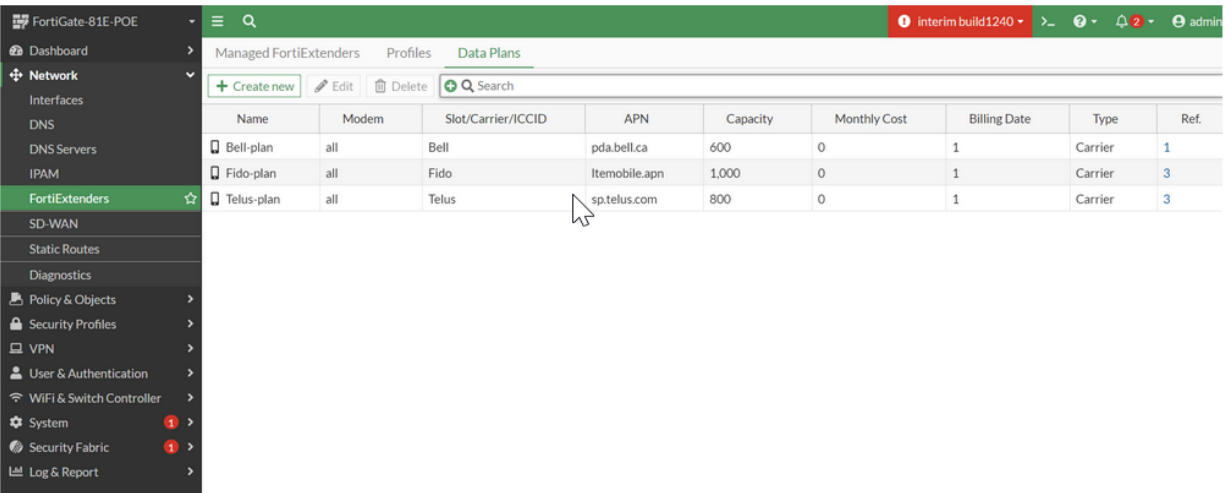 FortiGate-81E-POE
interim build1240
>_
2
admin
Dashboard
Managed FortiExtenders Profiles Data Plans
Network
+ Create new Edit Delete Search
Interfaces
DNS
DNS Servers
IPAM
FortiExtenders
SD-WAN
Static Routes
Diagnostics
Policy & Objects
Security Profiles
VPN
User & Authentication
WiFi & Switch Controller
System 1
Security Fabric 1
Log & Report
Name Modem Slot/Carrier/ICCID APN Capacity Monthly Cost Billing Date Type Ref.
Bell-plan all Bell pda.bell.ca 600 0 1 Carrier 1
Fido-plan all Fido ltemobile.apn 1,000 0 1 Carrier 3
Telus-plan all Telus sp.telus.com 800 0 1 Carrier 3